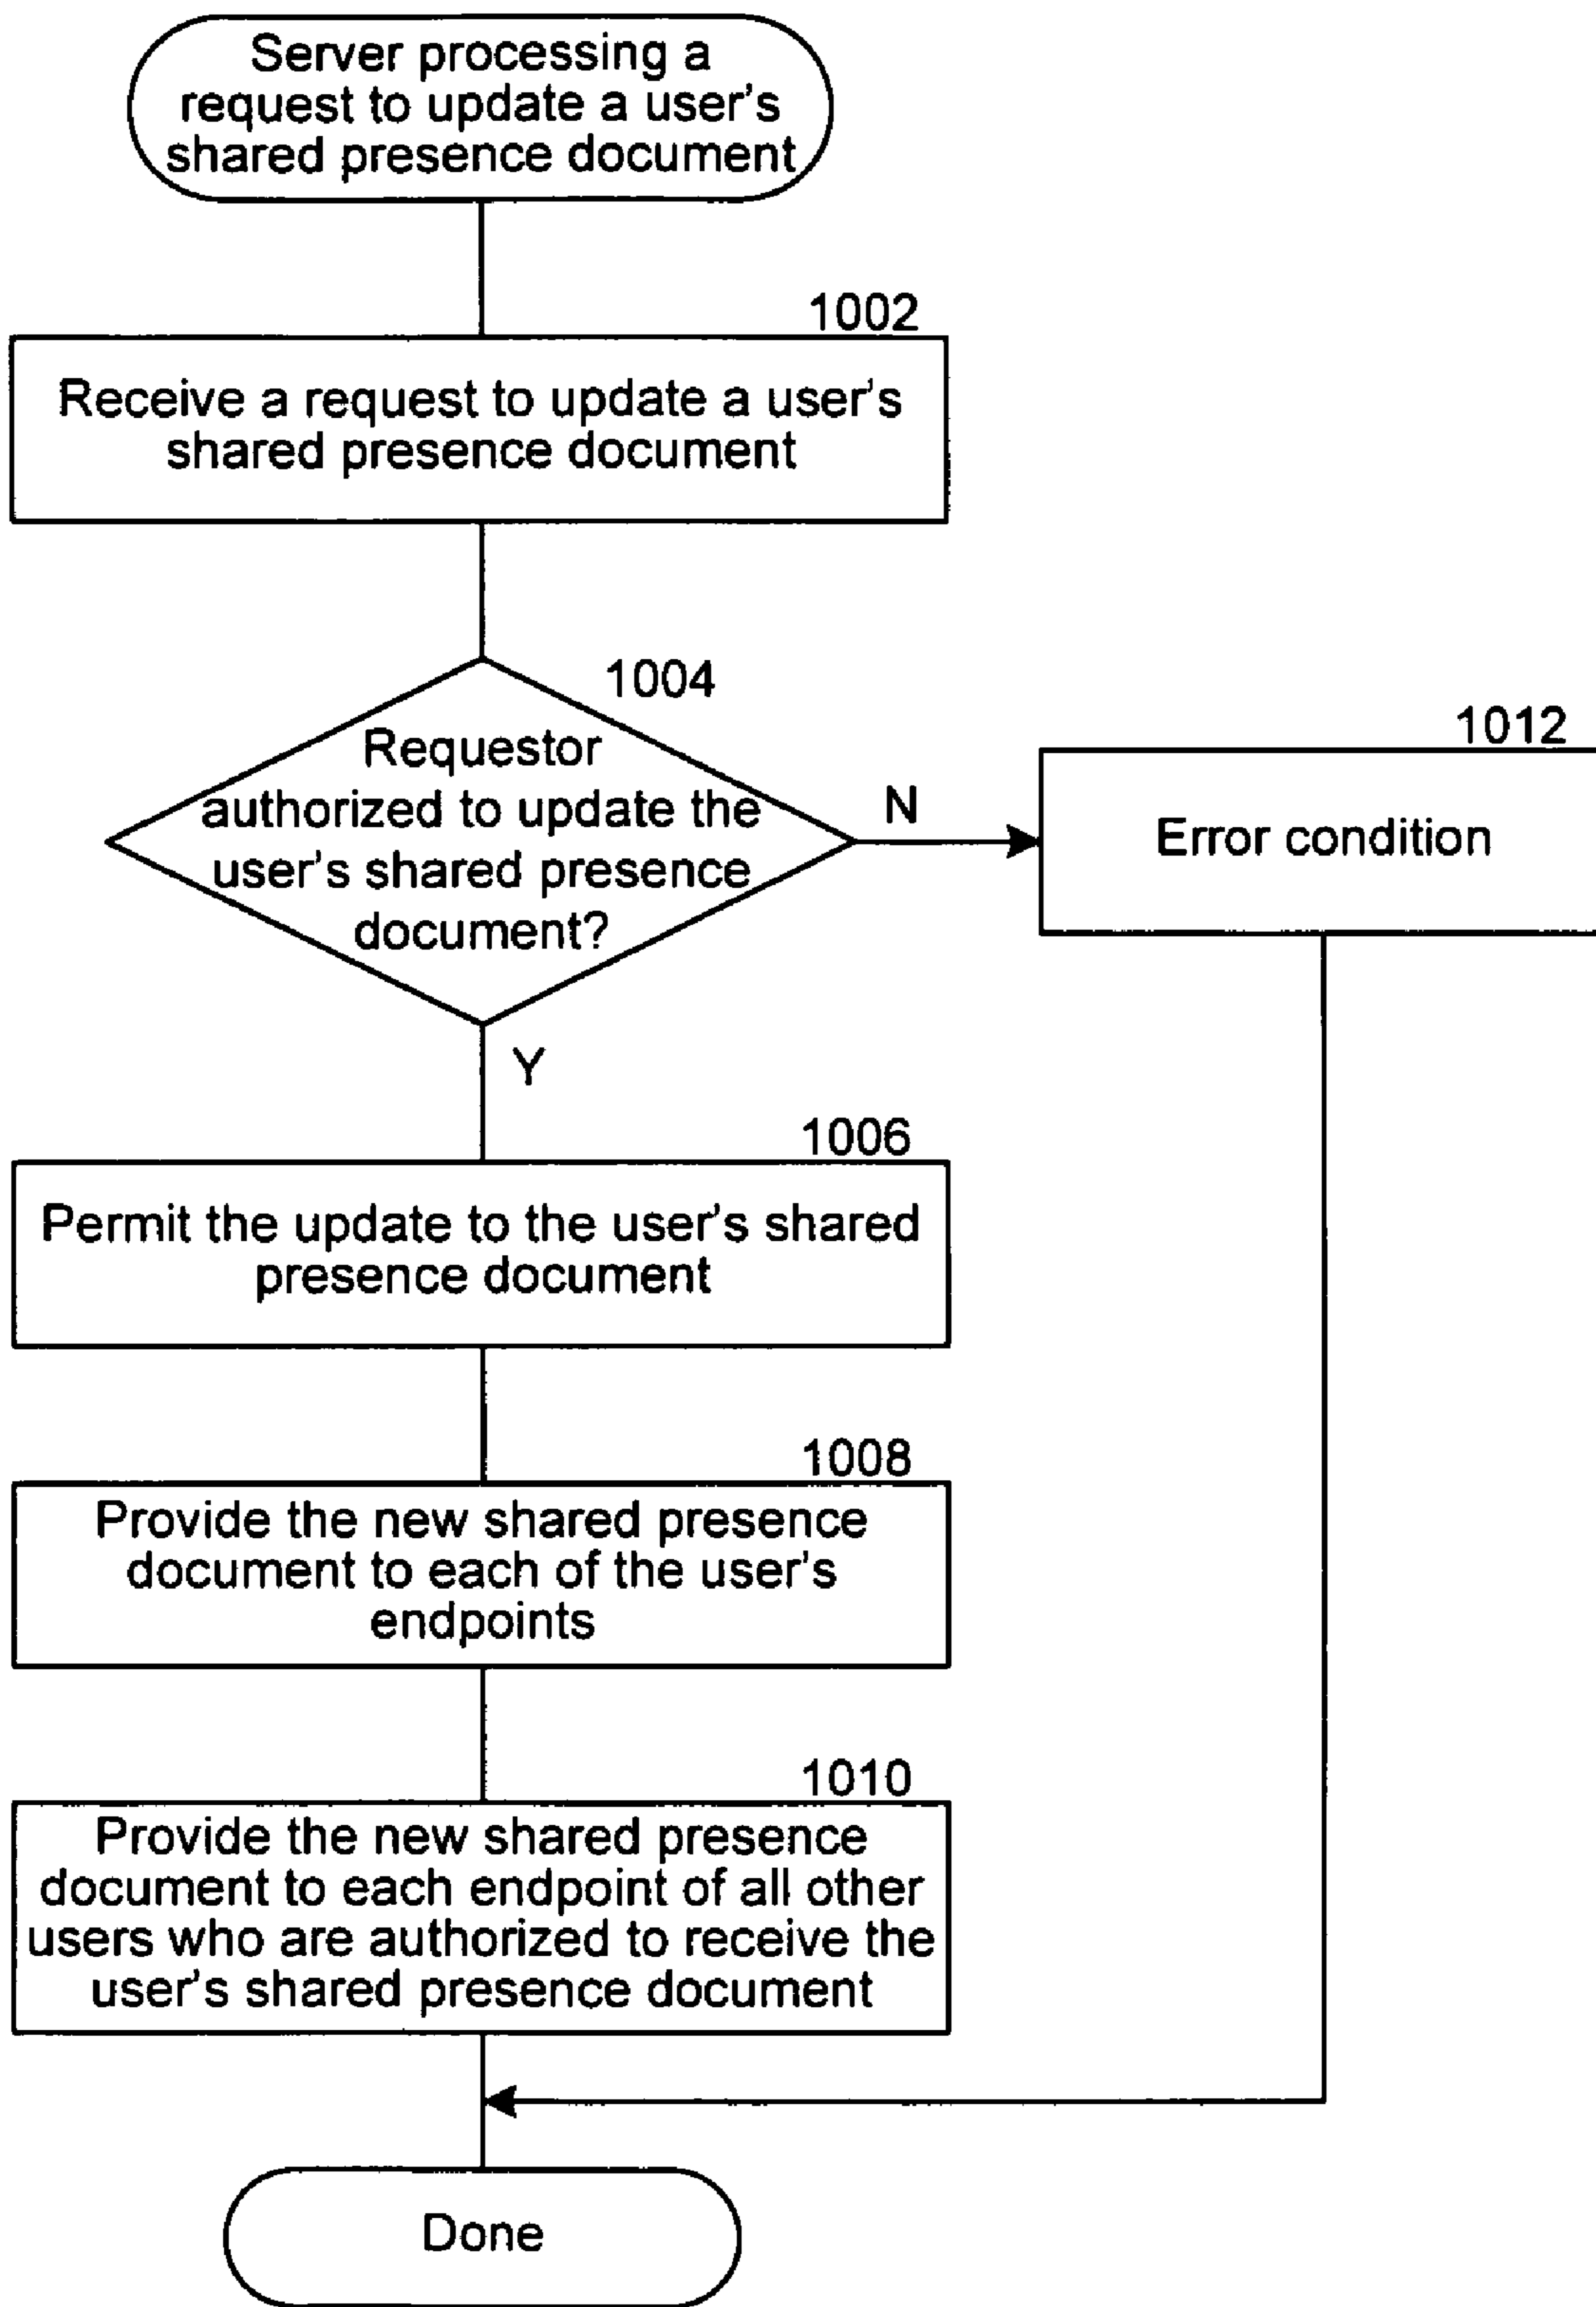 Server processing a
request to update a user's
shared presence document
1002
Receive a request to update a user's
shared presence document
1004
Requestor
authorized to update the
user's shared presence
document?
N
1012
Error condition
Y
1006
Permit the update to the user's shared
presence document
1008
Provide the new shared presence
document to each of the user's
endpoints
1010
Provide the new shared presence
document to each endpoint of all other
users who are authorized to receive the
user's shared presence document
Done